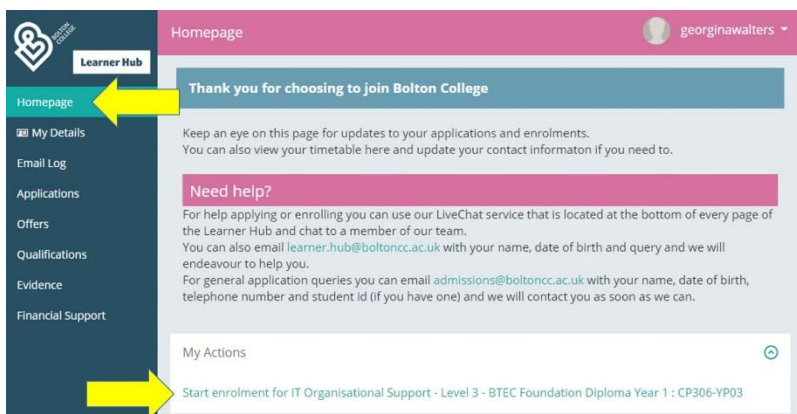 BOLTON
COLLEGE
Learner Hub
Homepage
My Details
Email Log
Applications
Offers
Qualifications
Evidence
Financial Support
Homepage
georginawalters
Thank you for choosing to join Bolton College
Keep an eye on this page for updates to your applications and enrolments.
You can also view your timetable here and update your contact informaton if you need to.
Need help?
For help applying or enrolling you can use our LiveChat service that is located at the bottom of every page of
the Learner Hub and chat to a member of our team.
You can also email learner.hub@boltoncc.ac.uk with your name, date of birth and query and we will
endeavour to help you.
For general application queries you can email admissions@boltoncc.ac.uk with your name, date of birth,
telephone number and student id (if you have one) and we will contact you as soon as we can.
My Actions
Start enrolment for IT Organisational Support - Level 3 - BTEC Foundation Diploma Year 1 : CP306-YP03